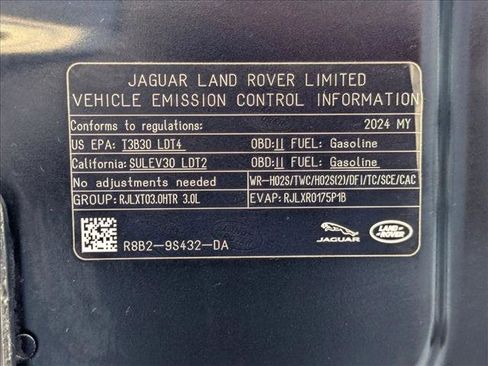 JAGUAR LAND ROVER LIMITED
VEHICLE EMISSION CONTROL INFORMATION
Conforms to regulations: 2024 MY
US EPA: T3B30 LDT4 OBD:II FUEL: Gasoline
California: SULEV30 LDT2 OBD:II FUEL: Gasoline
No adjustments needed WR-HO2S/TWC/HO2S(2)/DFI/TC/SCE/CAC
GROUP: RJLXT03.0HTR 3.0L EVAP: RJLXR0175P1B
R8B2-9S432-DA
JAGUAR
LAND-
ROVER